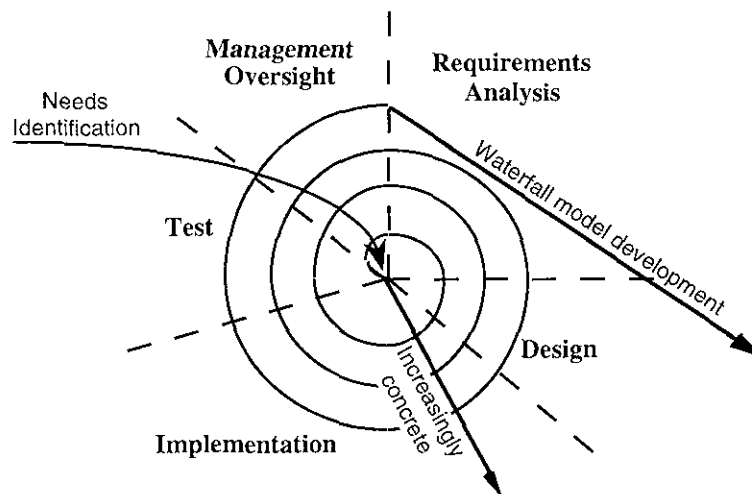 Management
Oversight
Requirements
Analysis
Needs
Identification
Waterfall model development
Test
Design
Increasingly
concrete
Implementation